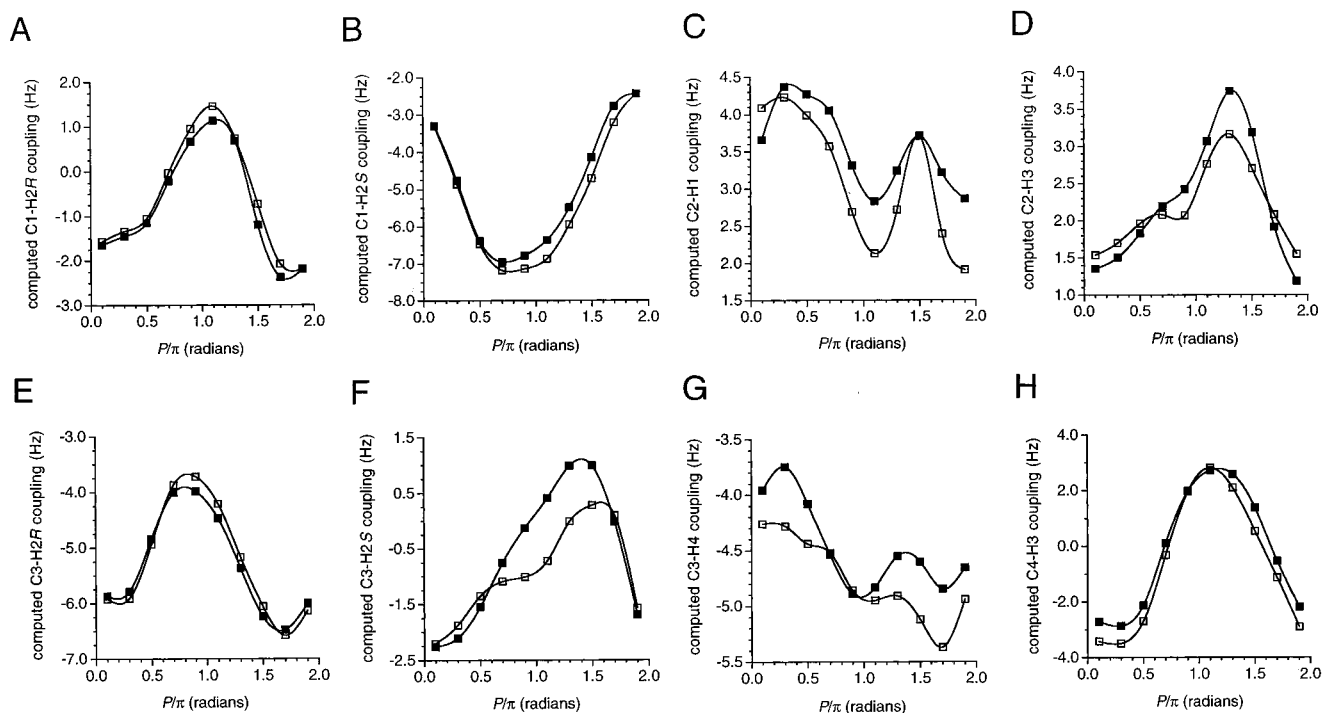 A
B
C
D
computed C1-H2R coupling (Hz)
2.0
1.0
0.0
-1.0
-2.0
-3.0
0.0 0.5 1.0 1.5 2.0
P/π (radians)
computed C1-H2S coupling (Hz)
-2.0
-3.0
-4.0
-5.0
-6.0
-7.0
-8.0
0.0 0.5 1.0 1.5 2.0
P/π (radians)
computed C2-H1 coupling (Hz)
4.5
4.0
3.5
3.0
2.5
2.0
1.5
0.0 0.5 1.0 1.5 2.0
P/π (radians)
computed C2-H3 coupling (Hz)
4.0
3.5
3.0
2.5
2.0
1.5
1.0
0.0 0.5 1.0 1.5 2.0
P/π (radians)
E
F
G
H
computed C3-H2R coupling (Hz)
-3.0
-4.0
-5.0
-6.0
-7.0
0.0 0.5 1.0 1.5 2.0
P/π (radians)
computed C3-H2S coupling (Hz)
1.5
0.5
-0.5
-1.5
-2.5
0.0 0.5 1.0 1.5 2.0
P/π (radians)
computed C3-H4 coupling (Hz)
-3.5
-4.0
-4.5
-5.0
-5.5
0.0 0.5 1.0 1.5 2.0
P/π (radians)
computed C4-H3 coupling (Hz)
4.0
2.0
0.0
-2.0
-4.0
0.0 0.5 1.0 1.5 2.0
P/π (radians)